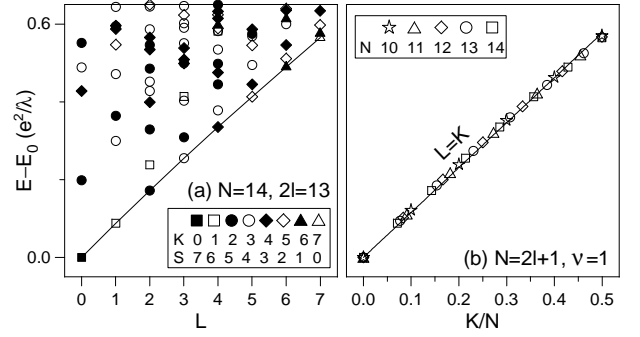 0.6
0.0
E−E₀ (e²/λ)
(a) N=14, 2l=13
K 0 1 2 3 4 5 6 7
S 7 6 5 4 3 2 1 0
0 1 2 3 4 5 6 7
L
N 10 11 12 13 14
L=K
(b) N=2l+1, ν=1
0.0 0.1 0.2 0.3 0.4 0.5
K/N